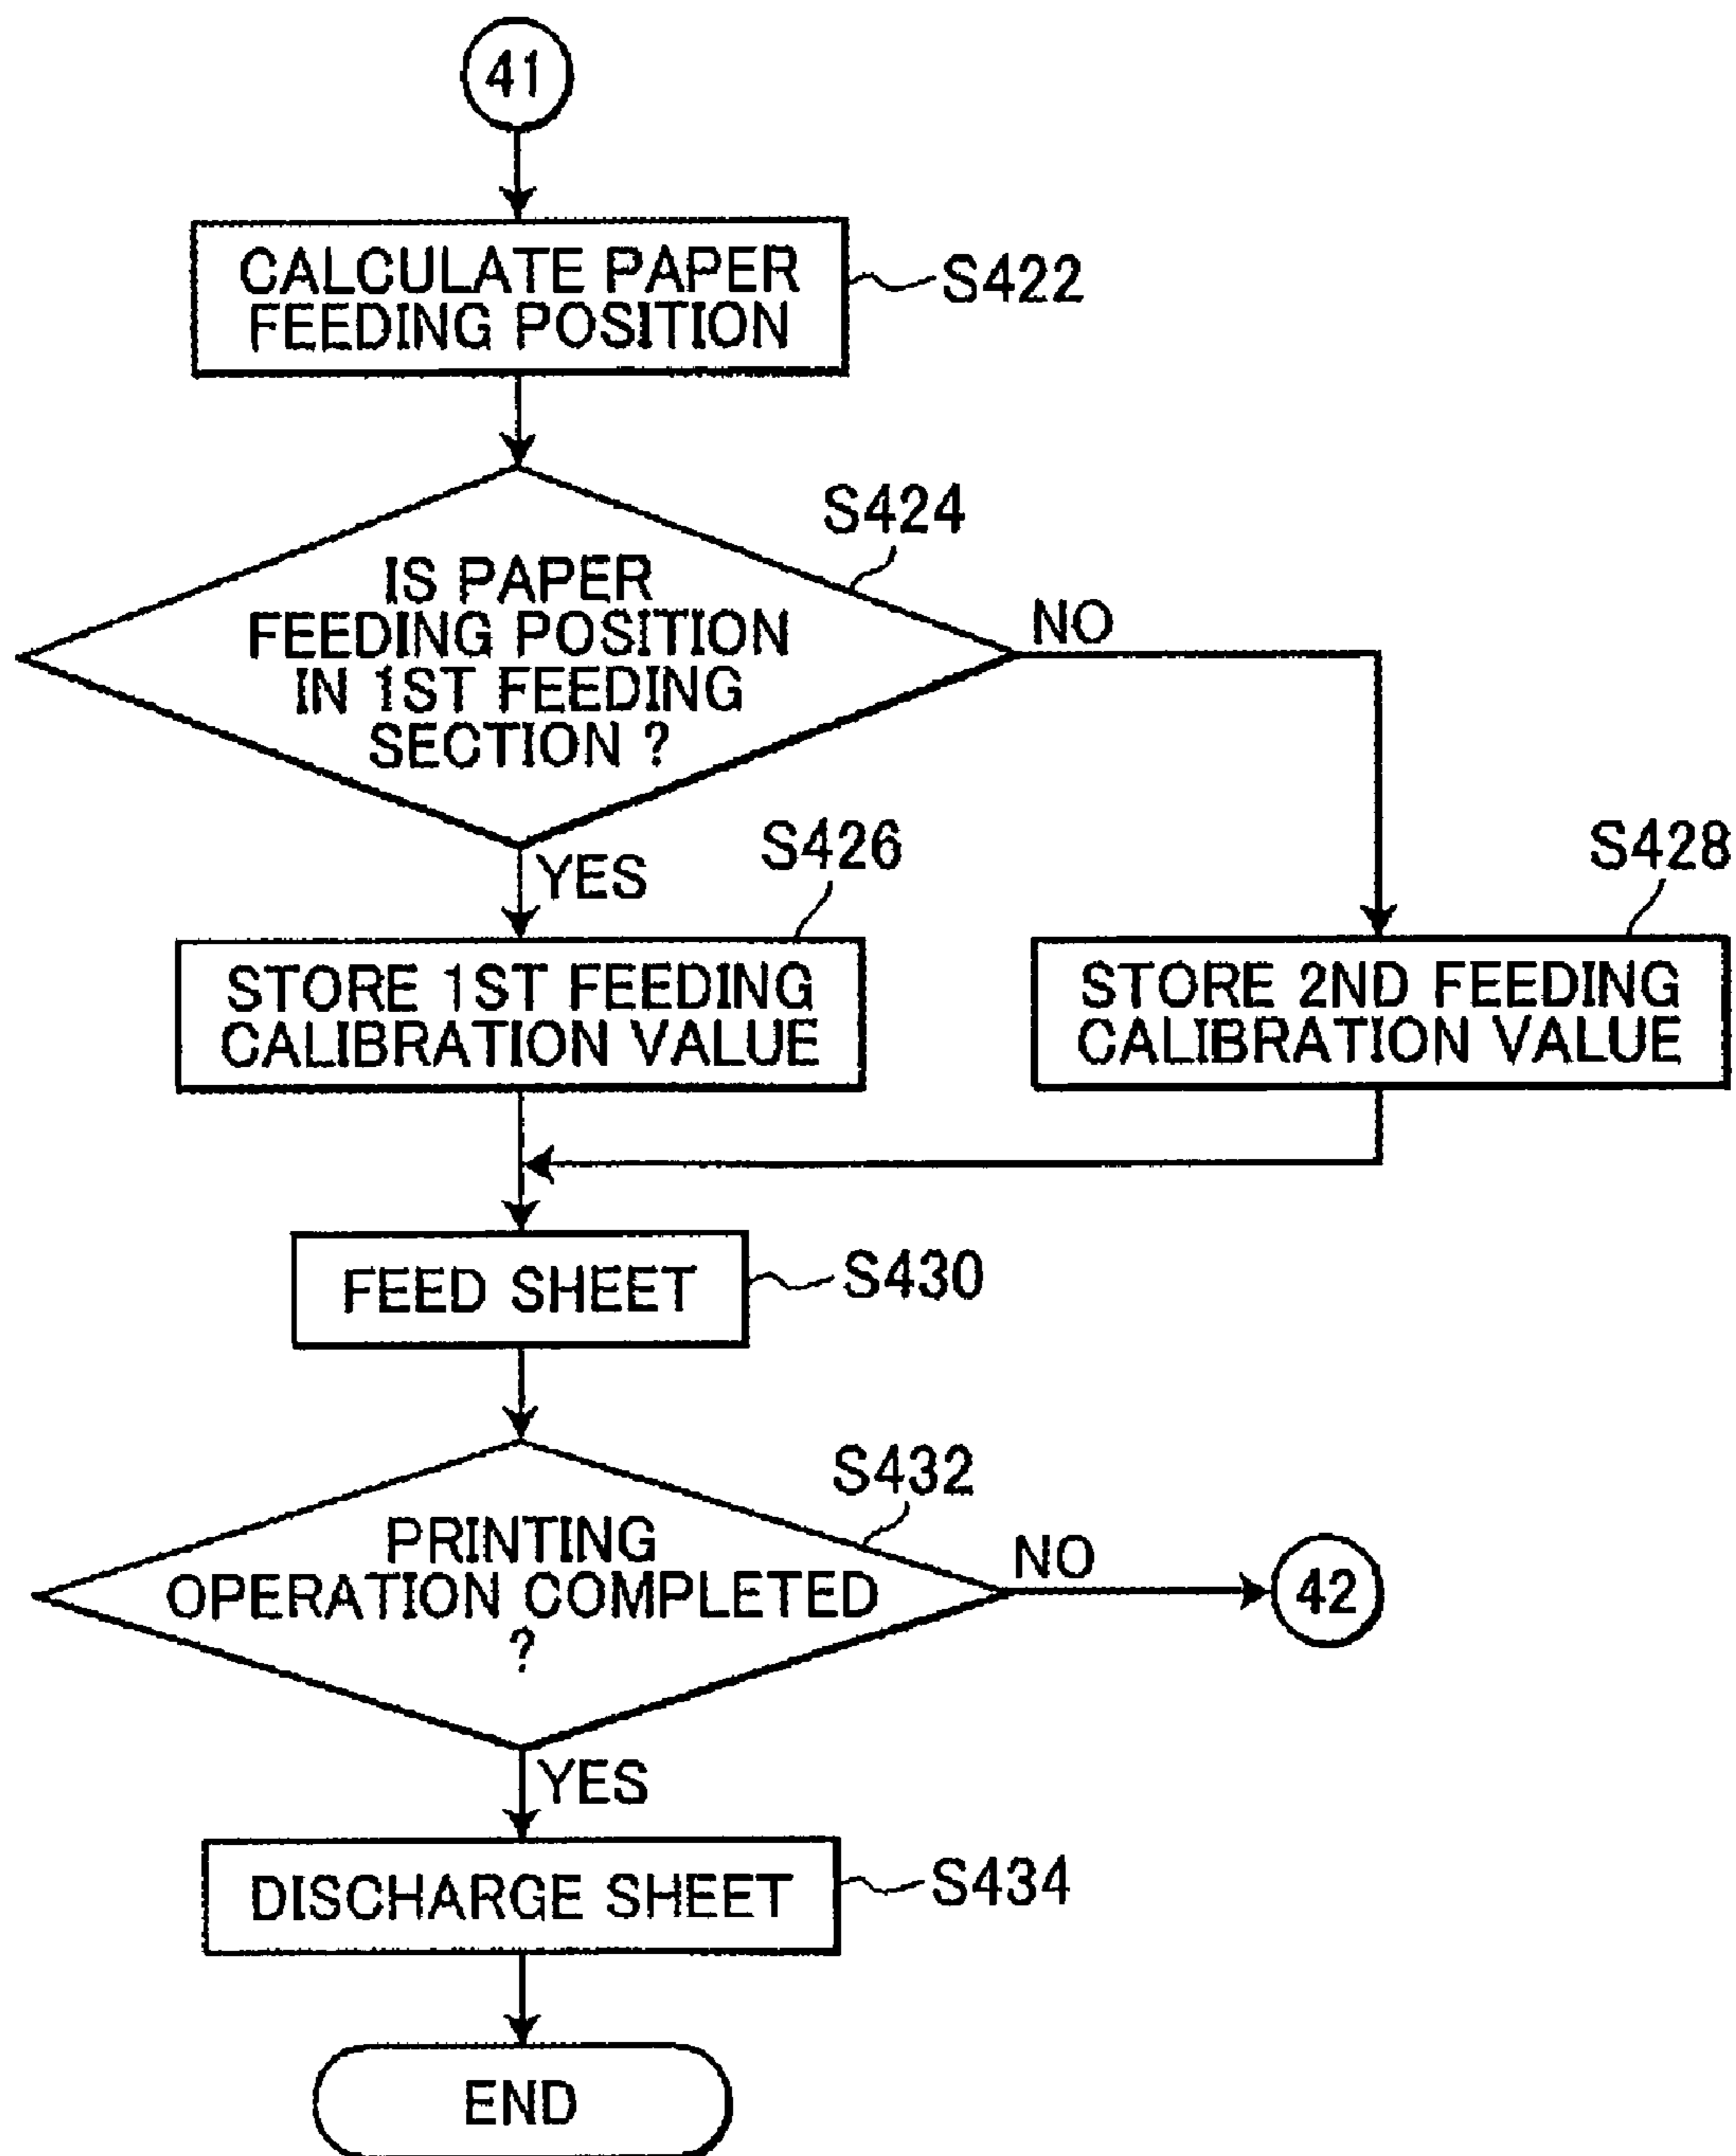 41
CALCULATE PAPER
FEEDING POSITION
S422
S424
IS PAPER
FEEDING POSITION
IN 1ST FEEDING
SECTION ?
NO
YES
S426
S428
STORE 1ST FEEDING
CALIBRATION VALUE
STORE 2ND FEEDING
CALIBRATION VALUE
FEED SHEET
S430
S432
PRINTING
OPERATION COMPLETED
?
NO
42
YES
DISCHARGE SHEET
S434
END